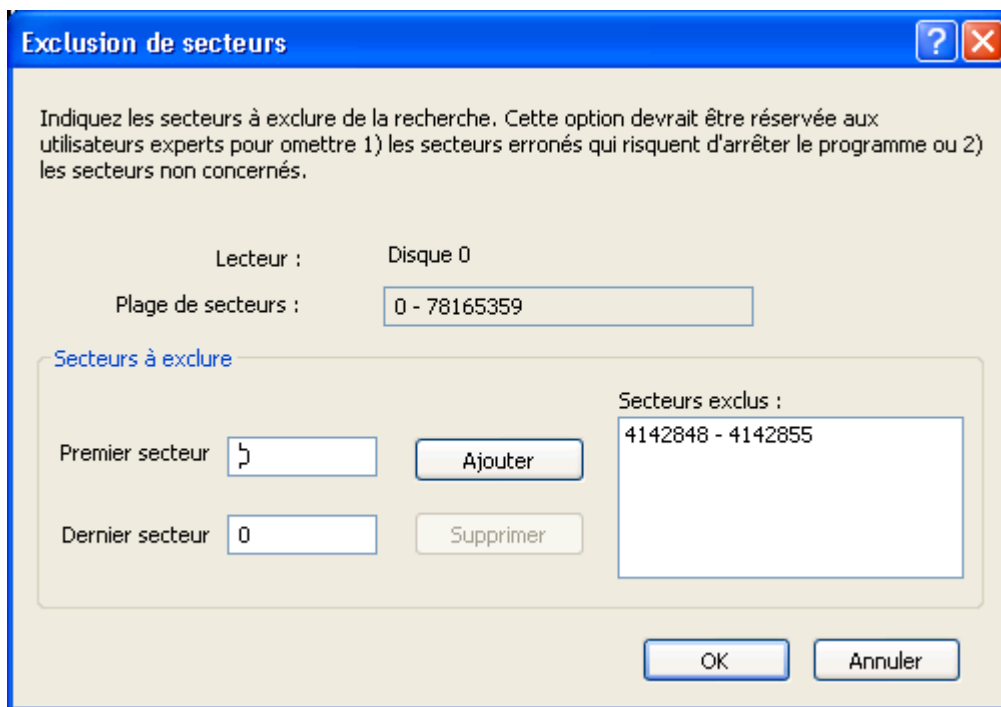 Exclusion de secteurs
Indiquez les secteurs à exclure de la recherche. Cette option devrait être réservée aux
utilisateurs experts pour omettre 1) les secteurs erronés qui risquent d'arrêter le programme ou 2)
les secteurs non concernés.
Lecteur :
Disque 0
Plage de secteurs :
0 - 78165359
Secteurs à exclure
Secteurs exclus :
4142848 - 4142855
Premier secteur
Ajouter
Dernier secteur
0
Supprimer
OK
Annuler